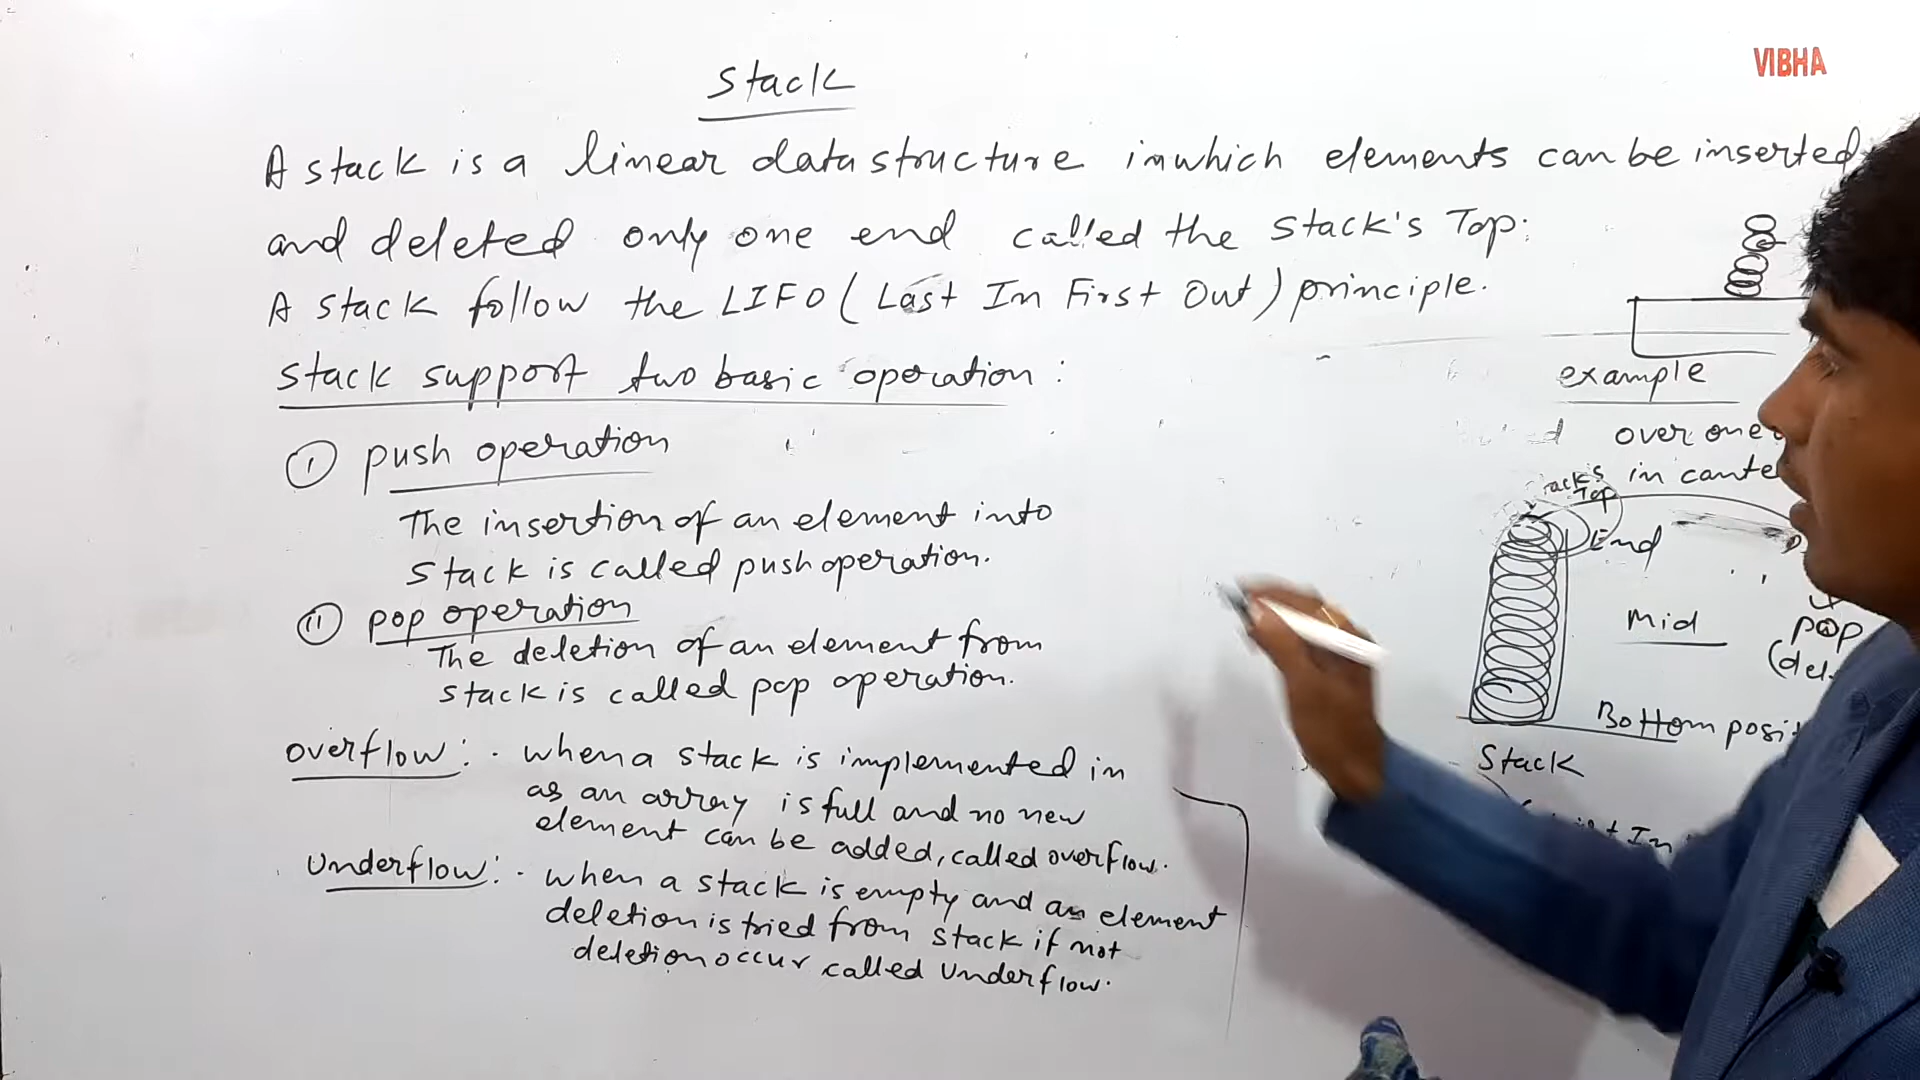 VIBHA
Stack
A stack is a linear data structure in which elements can be inserted
and deleted only one end called the Stack's Top.
A stack follow the LIFO (Last In First Out) principle.
Stack support two basic operation:
(i) push operation
The insertion of an element into
Stack is called push operation.
(ii) pop operation
The deletion of an element from
stack is called pop operation.
overflow: - when a stack is implemented in
as an array is full and no new
element can be added, called overflow.
Underflow: - when a stack is empty and an element
deletion is tried from stack if not
deletion occur called Underflow.
example
over one
in cante
Stack's
Top
End
Mid
pop
(del
Bottom posit
Stack
In